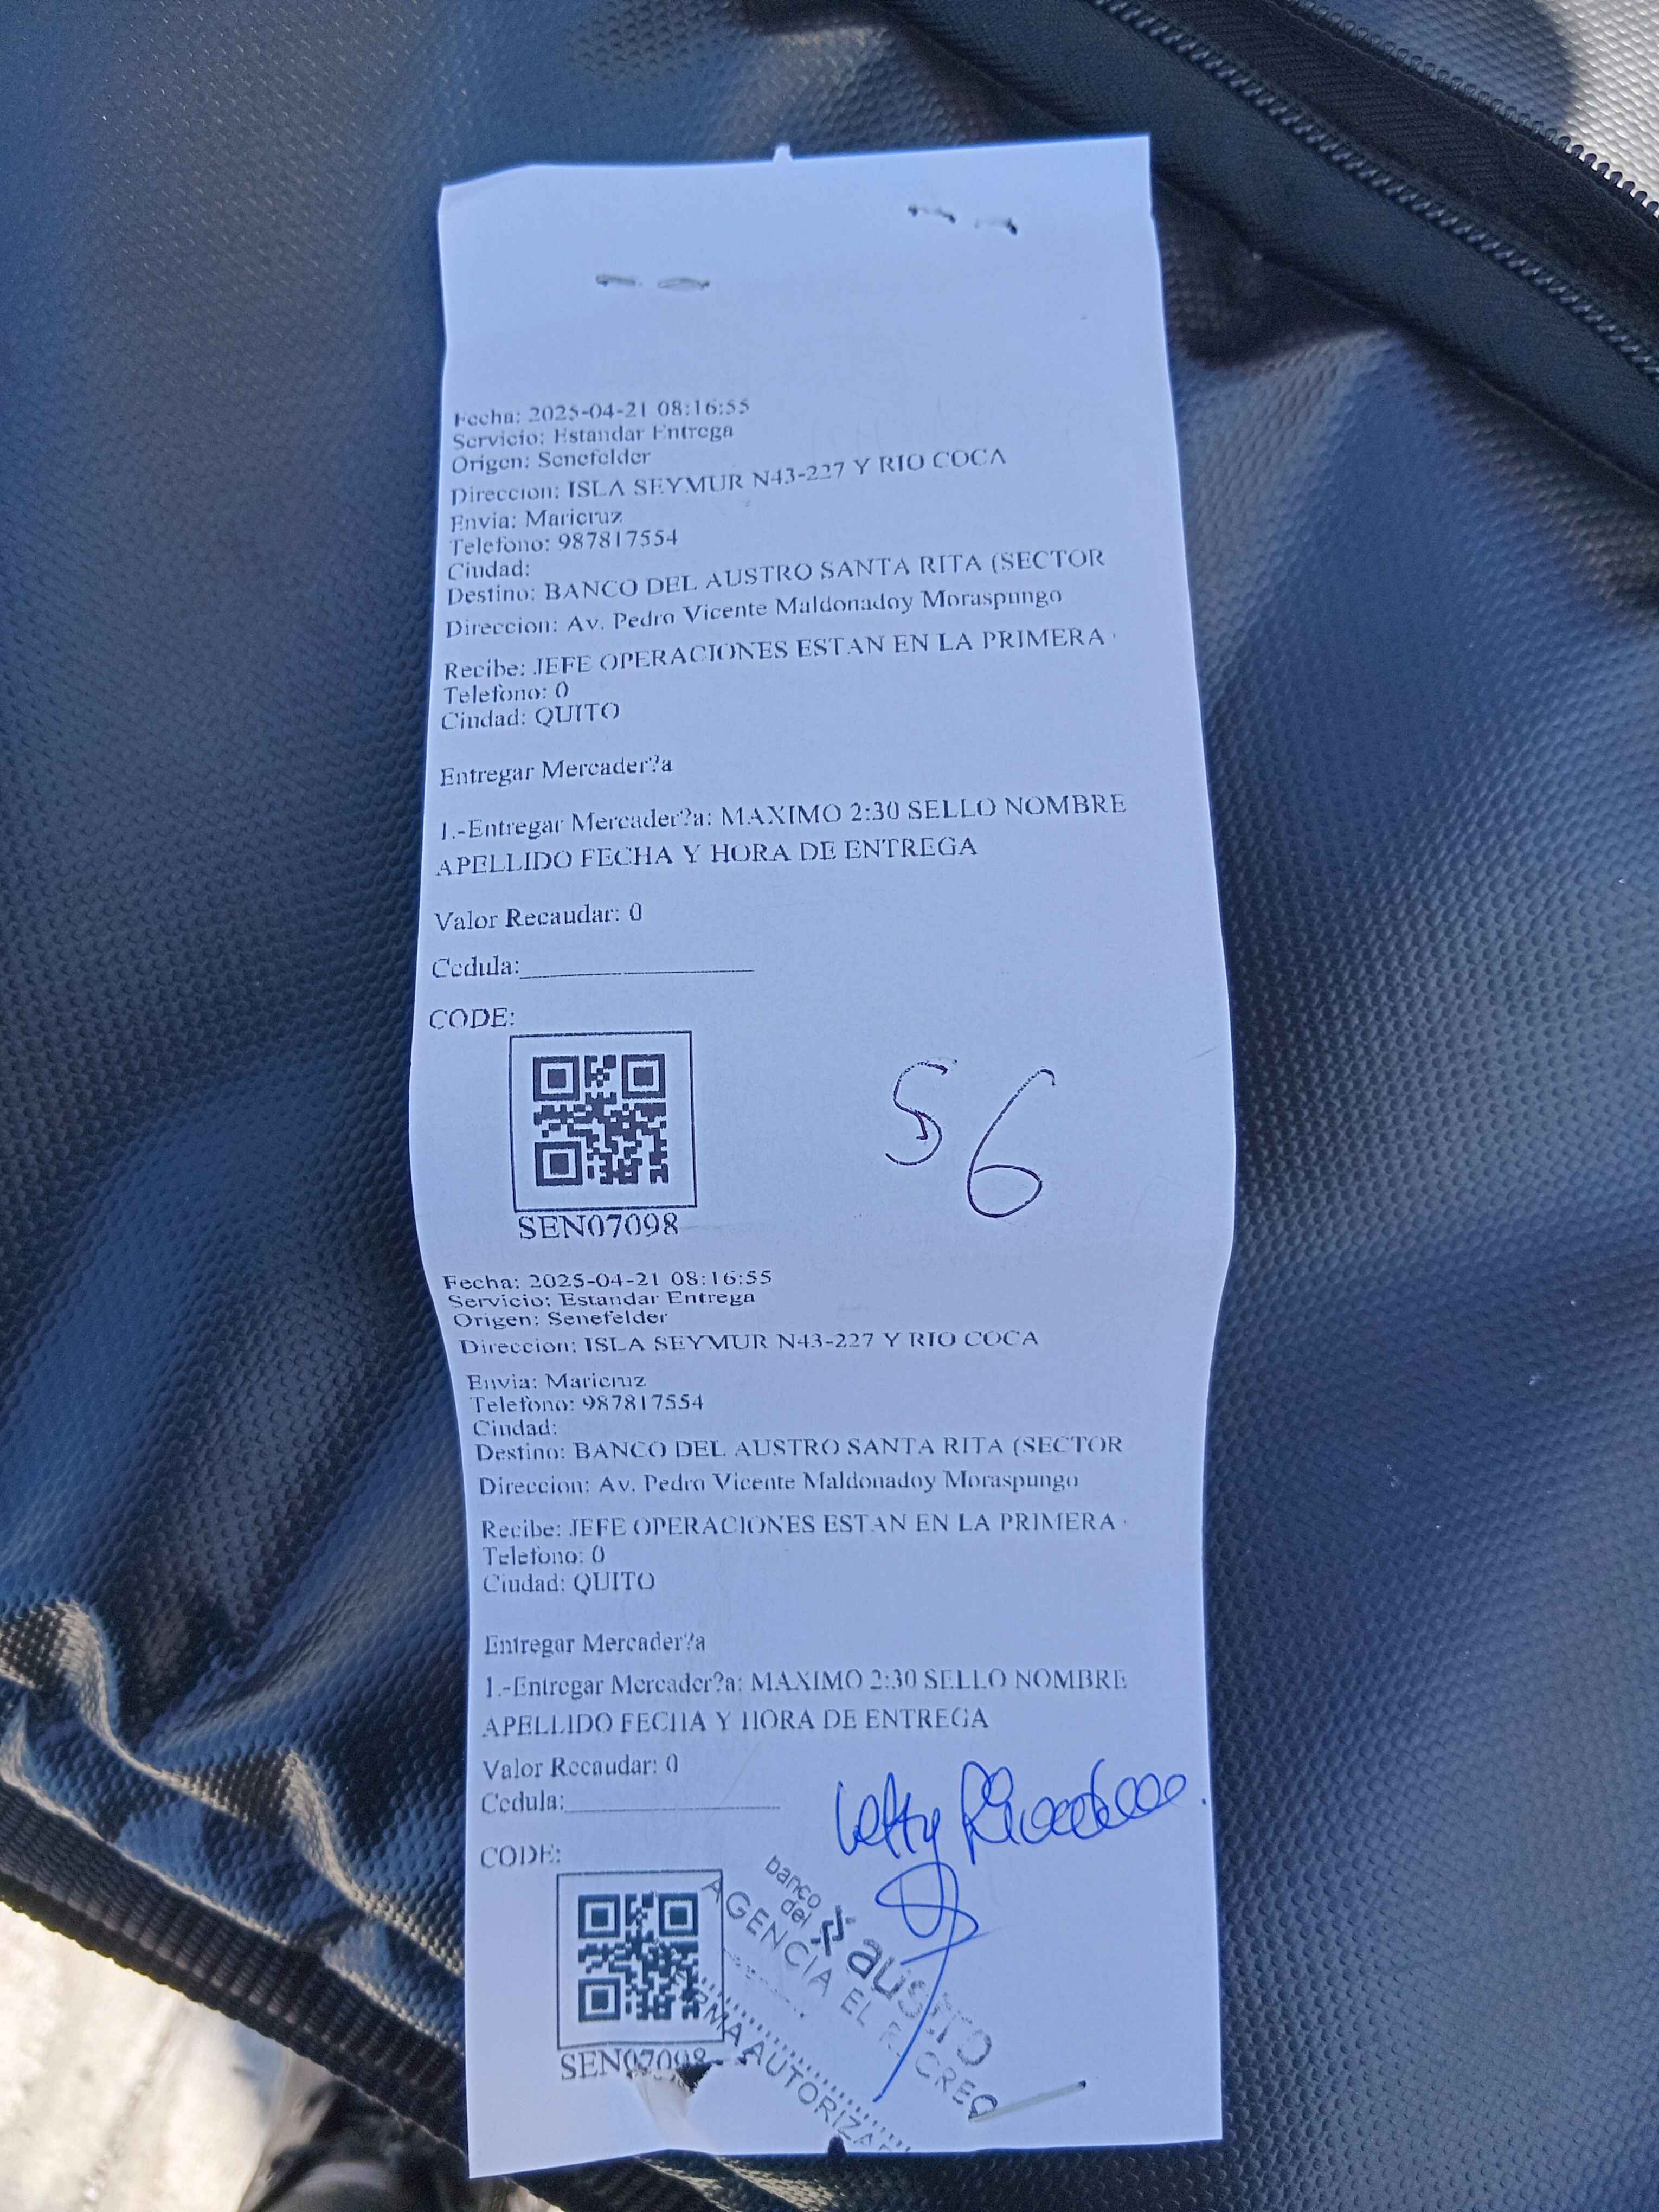 Fecha: 2025-04-21 08:16:55
Servicio: Estandar Entrega
Origen: Senefelder
Direccion: ISLA SEYMUR N43-227 Y RIO COCA
Envia: Maricruz
Telefono: 987817554
Ciudad:
Destino: BANCO DEL AUSTRO SANTA RITA (SECTOR
Direccion: Av. Pedro Vicente Maldonadoy Moraspungo
Recibe: JEFE OPERACIONES ESTAN EN LA PRIMERA
Telefono: 0
Ciudad: QUITO
Entregar Mercader?a
1.-Entregar Mercader?a: MAXIMO 2:30 SELLO NOMBRE
APELLIDO FECHA Y HORA DE ENTREGA
Valor Recaudar: 0
Cedula:
CODE:
56
SEN07098
Fecha: 2025-04-21 08:16:55
Servicio: Estandar Entrega
Origen: Senefelder
Direccion: ISLA SEYMUR N43-227 Y RIO COCA
Envia: Maricruz
Telefono: 987817554
Ciudad:
Destino: BANCO DEL AUSTRO SANTA RITA (SECTOR
Direccion: Av. Pedro Vicente Maldonadoy Moraspungo
Recibe: JEFE OPERACIONES ESTAN EN LA PRIMERA
Telefono: 0
Ciudad: QUITO
Entregar Mercader?a
1.-Entregar Mercader?a: MAXIMO 2:30 SELLO NOMBRE
APELLIDO FECHA Y HORA DE ENTREGA
Valor Recaudar: 0
Cedula:
Letty
CODE:
banco
del
austro
AGENCIA EL
SEN07098